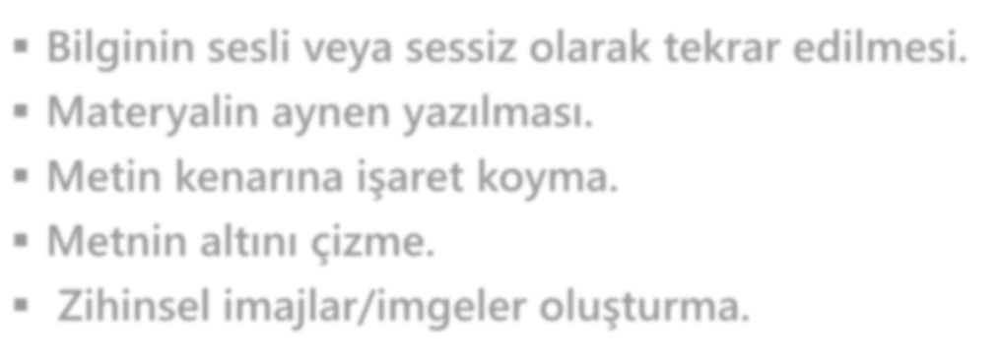 ▪ Bilginin sesli veya sessiz olarak tekrar edilmesi.
▪ Materyalin aynen yazılması.
▪ Metin kenarına işaret koyma.
▪ Metnin altını çizme.
▪ Zihinsel imajlar/imgeler oluşturma.